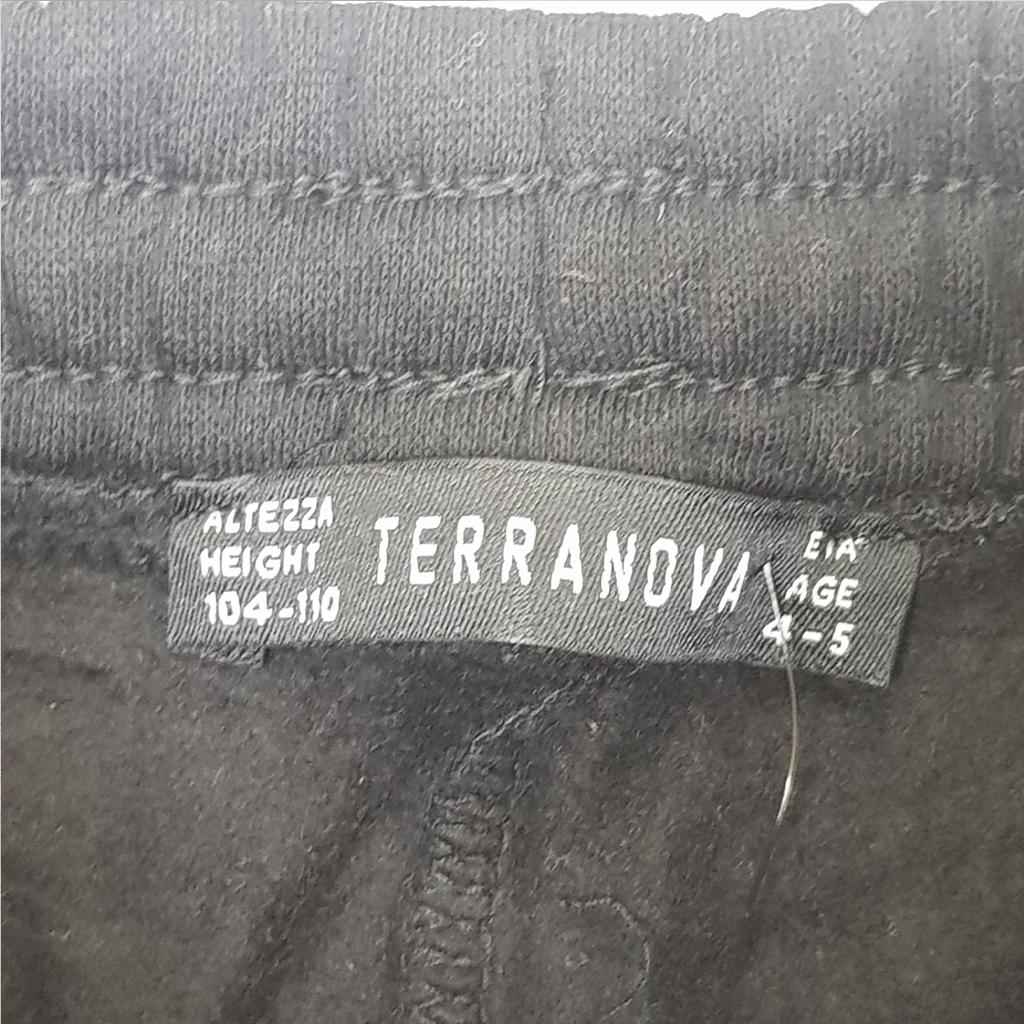 ALTEZZA
HEIGHT
104-110
TERRANOVA
ETA'
AGE
4-5